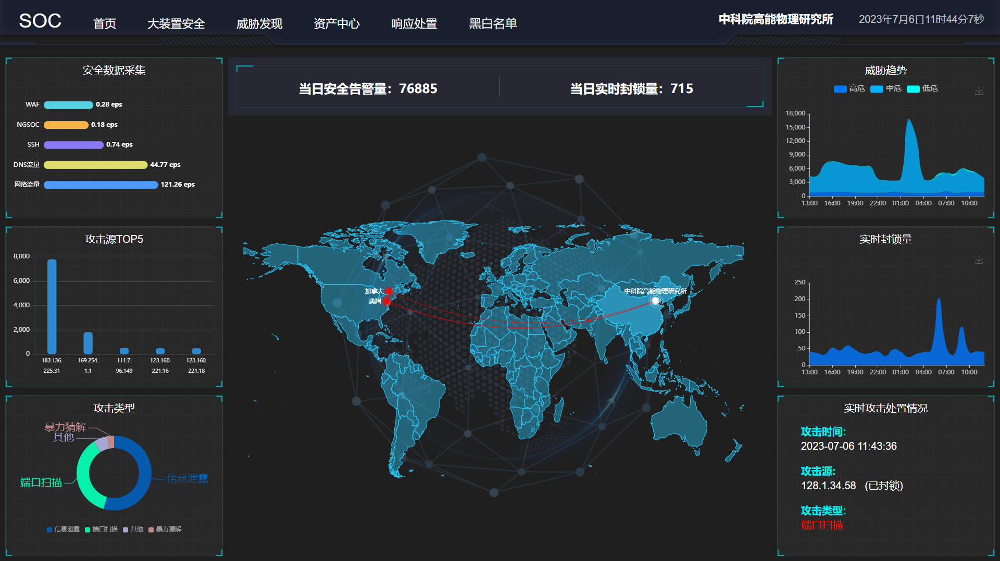 SOC
首页
大装置安全
威胁发现
资产中心
响应处置
黑白名单
中科院高能物理研究所
2023年7月6日11时44分7秒
安全数据采集
WAF 0.28 eps
NGSOC 0.18 eps
SSH 0.74 eps
DNS流量 44.77 eps
网络流量 121.26 eps
攻击源TOP5
8,000
6,000
4,000
2,000
0
183.136. 169.254. 111.7. 123.160. 123.160.
225.31 1.1 96.149 221.16 221.18
攻击类型
暴力猜解
其他
端口扫描
信息泄露
信息泄露 端口扫描 其他 暴力猜解
当日安全告警量：76885
当日实时封锁量：715
加拿大
美国
中科院高能物理研究所
威胁趋势
高危 中危 低危
18,000
15,000
12,000
9,000
6,000
3,000
0
13:00 16:00 19:00 22:00 01:00 04:00 07:00 10:00
实时封锁量
250
200
150
100
50
0
13:00 16:00 19:00 22:00 01:00 04:00 07:00 10:00
实时攻击处置情况
攻击时间:
2023-07-06 11:43:36
攻击源:
128.1.34.58 (已封锁)
攻击类型:
端口扫描